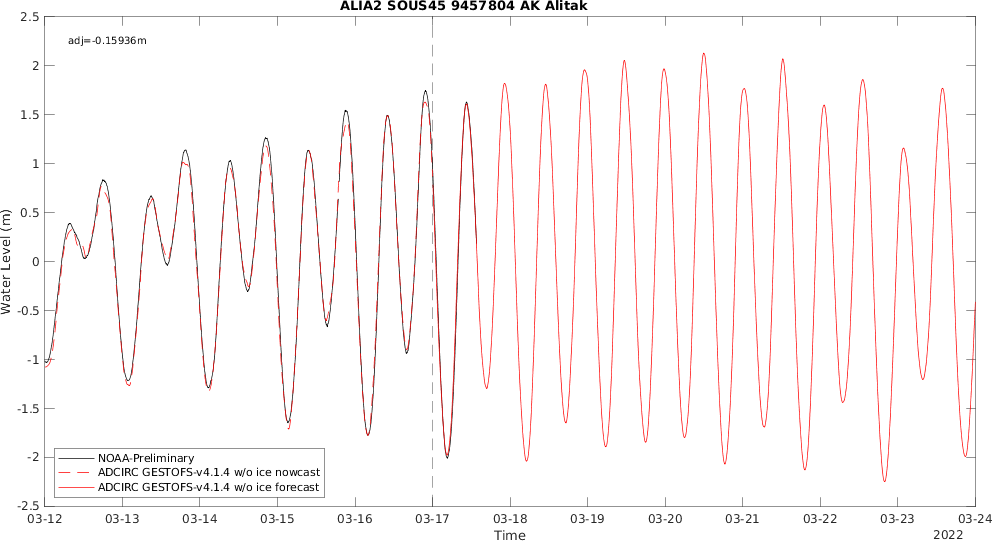 ALIA2 SOUS45 9457804 AK Alitak
adj=-0.15936m
2.5
2
1.5
1
0.5
0
-0.5
-1
-1.5
-2
-2.5
Water Level (m)
NOAA-Preliminary
ADCIRC GESTOFS-v4.1.4 w/o ice nowcast
ADCIRC GESTOFS-v4.1.4 w/o ice forecast
03-12 03-13 03-14 03-15 03-16 03-17 03-18 03-19 03-20 03-21 03-22 03-23 03-24
Time
2022